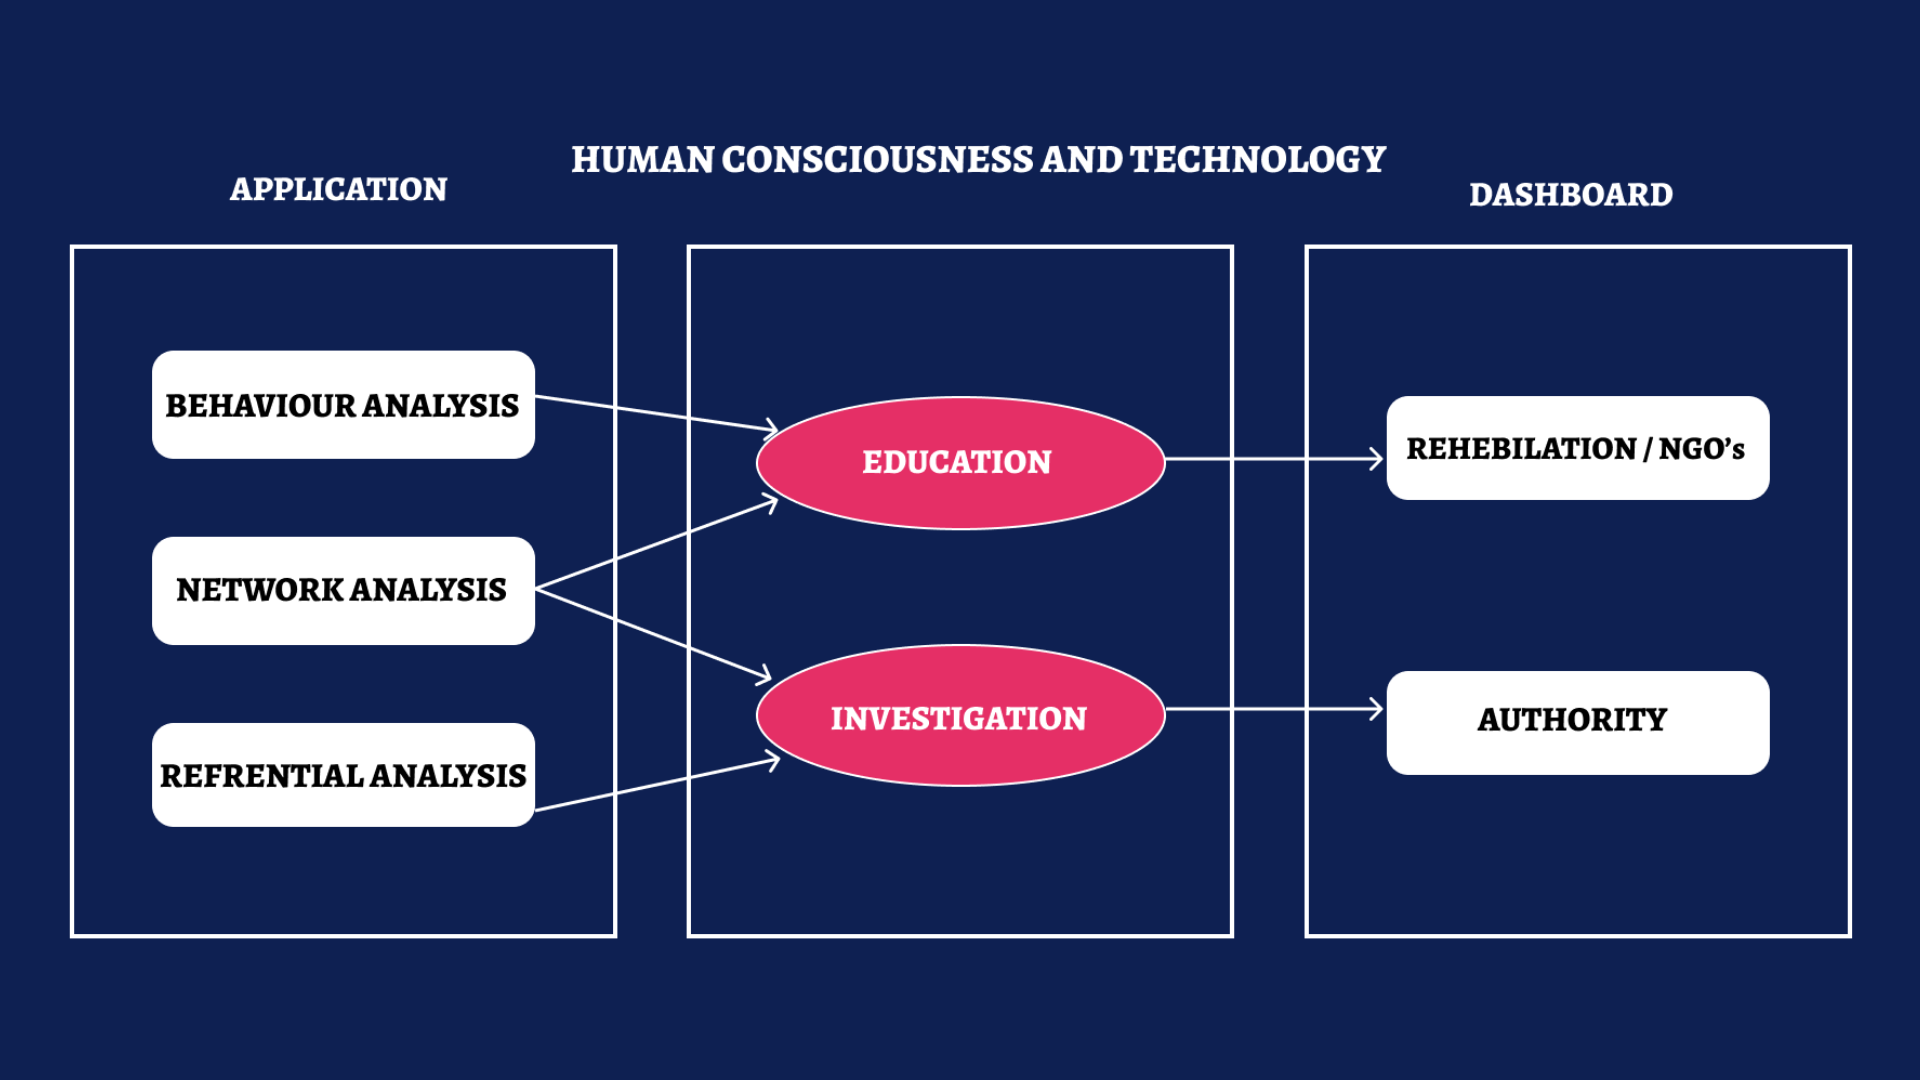 HUMAN CONSCIOUSNESS AND TECHNOLOGY
APPLICATION
DASHBOARD
BEHAVIOUR ANALYSIS
NETWORK ANALYSIS
REFRENTIAL ANALYSIS
EDUCATION
INVESTIGATION
REHEBILATION / NGO’s
AUTHORITY